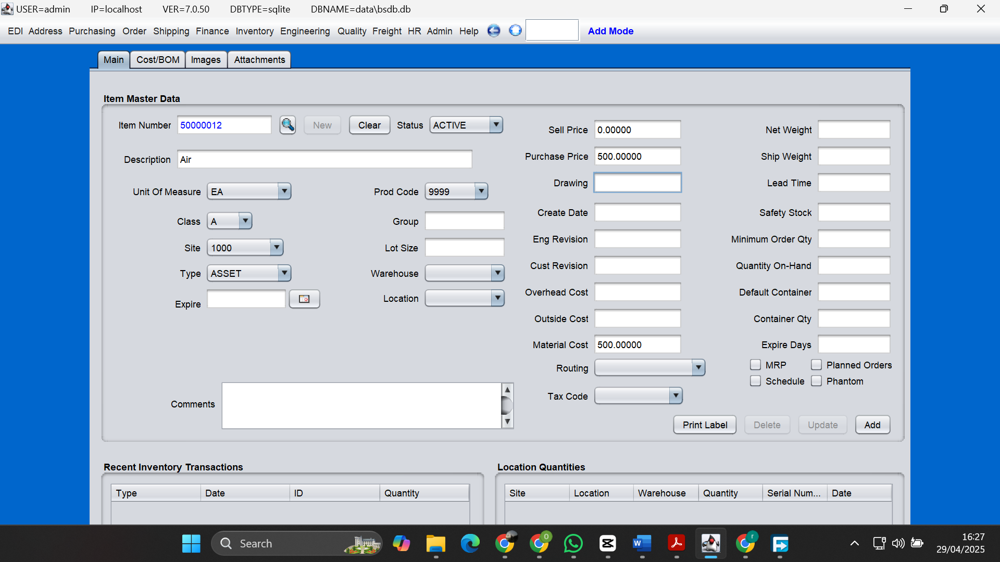 USER=admin IP=localhost VER=7.0.50 DBTYPE=sqlite DBNAME=data\bsdb.db
EDI Address Purchasing Order Shipping Finance Inventory Engineering Quality Freight HR Admin Help Add Mode
Main Cost/BOM Images Attachments
Item Master Data
Item Number 50000012 New Clear Status ACTIVE
Description Air
Unit Of Measure EA Prod Code 9999
Class A Group
Site 1000 Lot Size
Type ASSET Warehouse
Expire Location
Comments
Sell Price 0.00000 Net Weight
Purchase Price 500.00000 Ship Weight
Drawing Lead Time
Create Date Safety Stock
Eng Revision Minimum Order Qty
Cust Revision Quantity On-Hand
Overhead Cost Default Container
Outside Cost Container Qty
Material Cost 500.00000 Expire Days
Routing MRP Planned Orders
Schedule Phantom
Tax Code
Print Label Delete Update Add
Recent Inventory Transactions
Type Date ID Quantity
Location Quantities
Site Location Warehouse Quantity Serial Num... Date
Search
16:27
29/04/2025